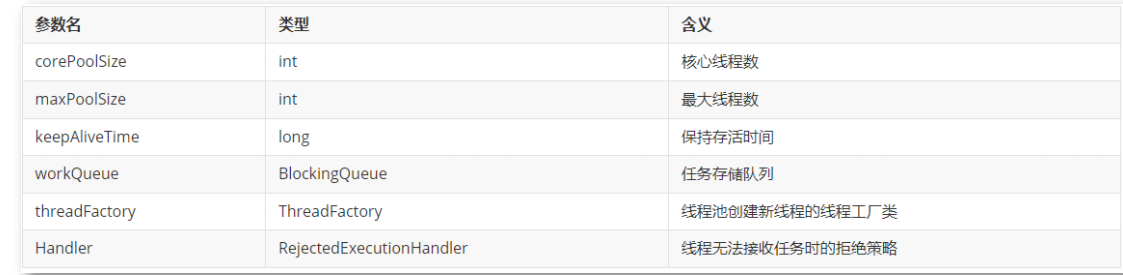 参数名 类型 含义
corePoolSize int 核心线程数
maxPoolSize int 最大线程数
keepAliveTime long 保持存活时间
workQueue BlockingQueue 任务存储队列
threadFactory ThreadFactory 线程池创建新线程的线程工厂类
Handler RejectedExecutionHandler 线程无法接收任务时的拒绝策略